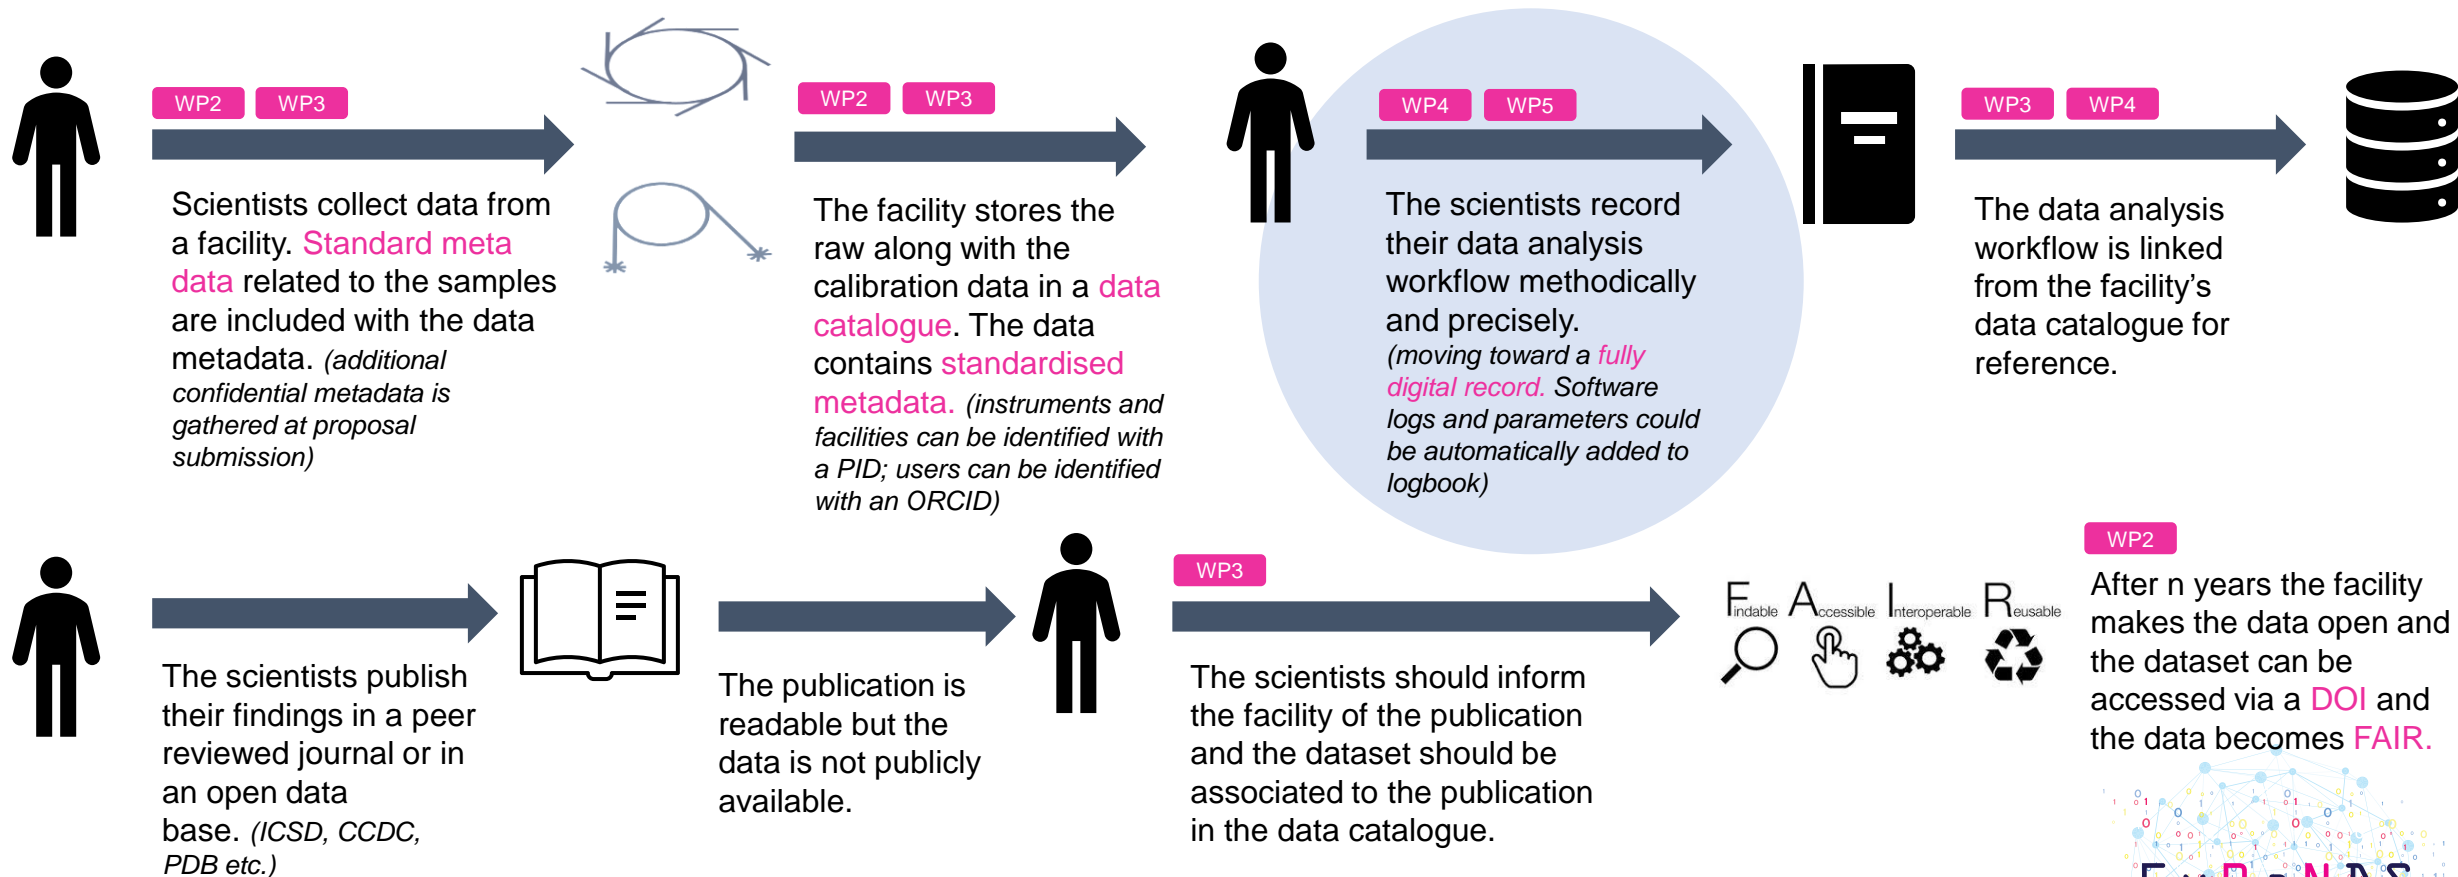 WP2 WP3
Scientists collect data from
a facility. Standard meta
data related to the samples
are included with the data
metadata. (additional
confidential metadata is
gathered at proposal
submission)
WP2 WP3
The facility stores the
raw along with the
calibration data in a data
catalogue. The data
contains standardised
metadata. (instruments and
facilities can be identified with
a PID; users can be identified
with an ORCID)
WP4 WP5
The scientists record
their data analysis
workflow methodically
and precisely.
(moving toward a fully
digital record. Software
logs and parameters could
be automatically added to
logbook)
WP3 WP4
The data analysis
workflow is linked
from the facility’s
data catalogue for
reference.
The scientists publish
their findings in a peer
reviewed journal or in
an open data
base. (ICSD, CCDC,
PDB etc.)
The publication is
readable but the
data is not publicly
available.
WP3
The scientists should inform
the facility of the publication
and the dataset should be
associated to the publication
in the data catalogue.
Findable Accessible Interoperable Reusable
WP2
After n years the facility
makes the data open and
the dataset can be
accessed via a DOI and
the data becomes FAIR.
ExPaNDS